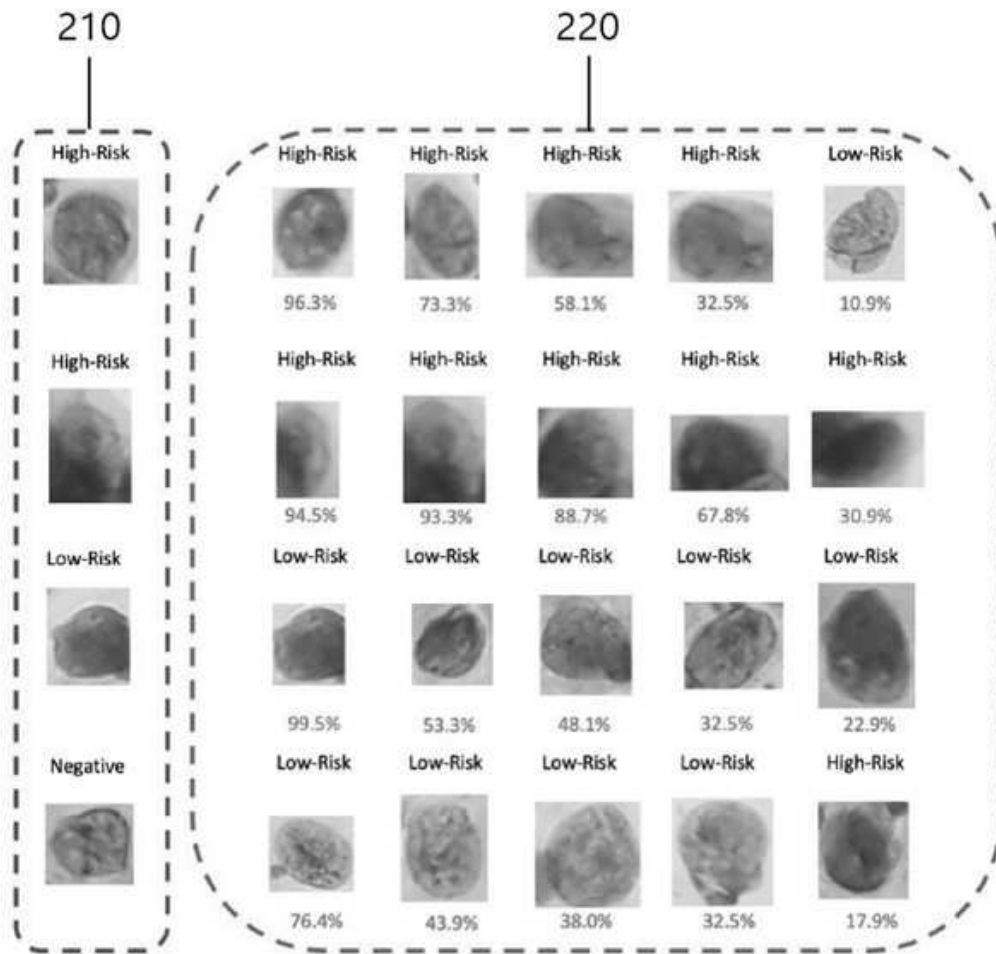 210 220
High-Risk High-Risk High-Risk High-Risk High-Risk Low-Risk
96.3% 73.3% 58.1% 32.5% 10.9%
High-Risk High-Risk High-Risk High-Risk High-Risk High-Risk
94.5% 93.3% 88.7% 67.8% 30.9%
Low-Risk Low-Risk Low-Risk Low-Risk Low-Risk Low-Risk
99.5% 53.3% 48.1% 32.5% 22.9%
Negative Low-Risk Low-Risk Low-Risk Low-Risk High-Risk
76.4% 43.9% 38.0% 32.5% 17.9%